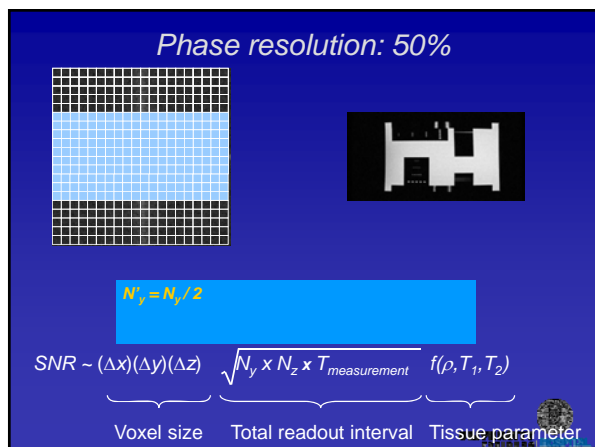 Phase resolution: 50%
N'y = Ny / 2
SNR ~ (Δx)(Δy)(Δz) √Ny x Nz x Tmeasurement f(ρ,T1,T2)
Voxel size Total readout interval Tissue parameter